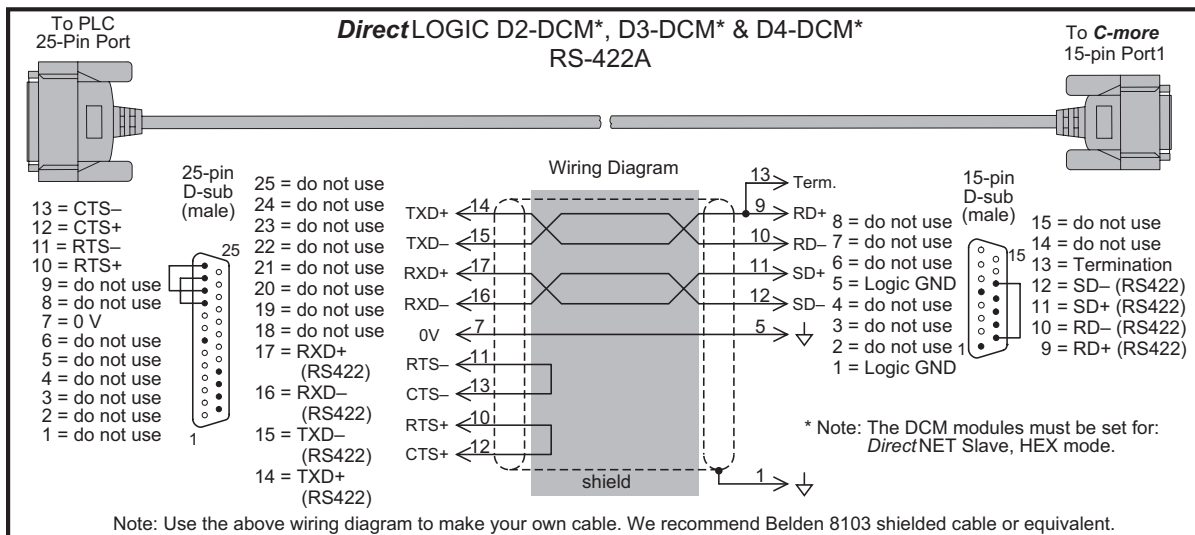 To PLC
25-Pin Port
DirectLOGIC D2-DCM*, D3-DCM* & D4-DCM*
RS-422A
To C-more
15-pin Port1
Wiring Diagram
25-pin
D-sub
(male)
13 = CTS–
12 = CTS+
11 = RTS–
10 = RTS+
9 = do not use
8 = do not use
7 = 0 V
6 = do not use
5 = do not use
4 = do not use
3 = do not use
2 = do not use
1 = do not use
25
1
25 = do not use
24 = do not use
23 = do not use
22 = do not use
21 = do not use
20 = do not use
19 = do not use
18 = do not use
17 = RXD+
(RS422)
16 = RXD–
(RS422)
15 = TXD–
(RS422)
14 = TXD+
(RS422)
13 Term.
TXD+ 14 9 RD+
TXD– 15 10 RD–
RXD+ 17 11 SD+
RXD– 16 12 SD–
0V 7 5
RTS– 11
CTS– 13
RTS+ 10
CTS+ 12
shield
1
8 = do not use
7 = do not use
6 = do not use
5 = Logic GND
4 = do not use
3 = do not use
2 = do not use
1 = Logic GND
15-pin
D-sub
(male)
15
1
15 = do not use
14 = do not use
13 = Termination
12 = SD– (RS422)
11 = SD+ (RS422)
10 = RD– (RS422)
9 = RD+ (RS422)
* Note: The DCM modules must be set for:
DirectNET Slave, HEX mode.
Note: Use the above wiring diagram to make your own cable. We recommend Belden 8103 shielded cable or equivalent.